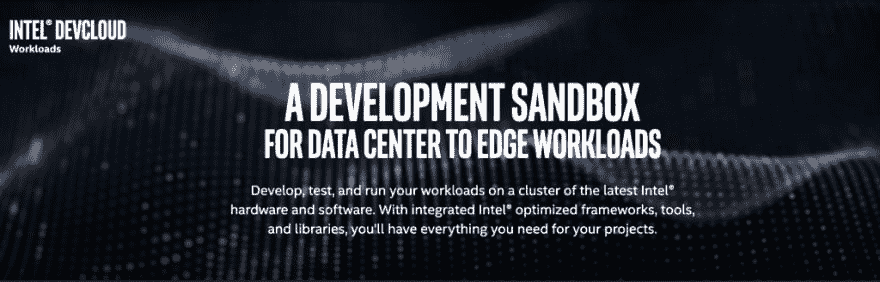 INTEL® DEVCLOUD
Workloads
A DEVELOPMENT SANDBOX
FOR DATA CENTER TO EDGE WORKLOADS
Develop, test, and run your workloads on a cluster of the latest Intel®
hardware and software. With integrated Intel® optimized frameworks, tools,
and libraries, you'll have everything you need for your projects.